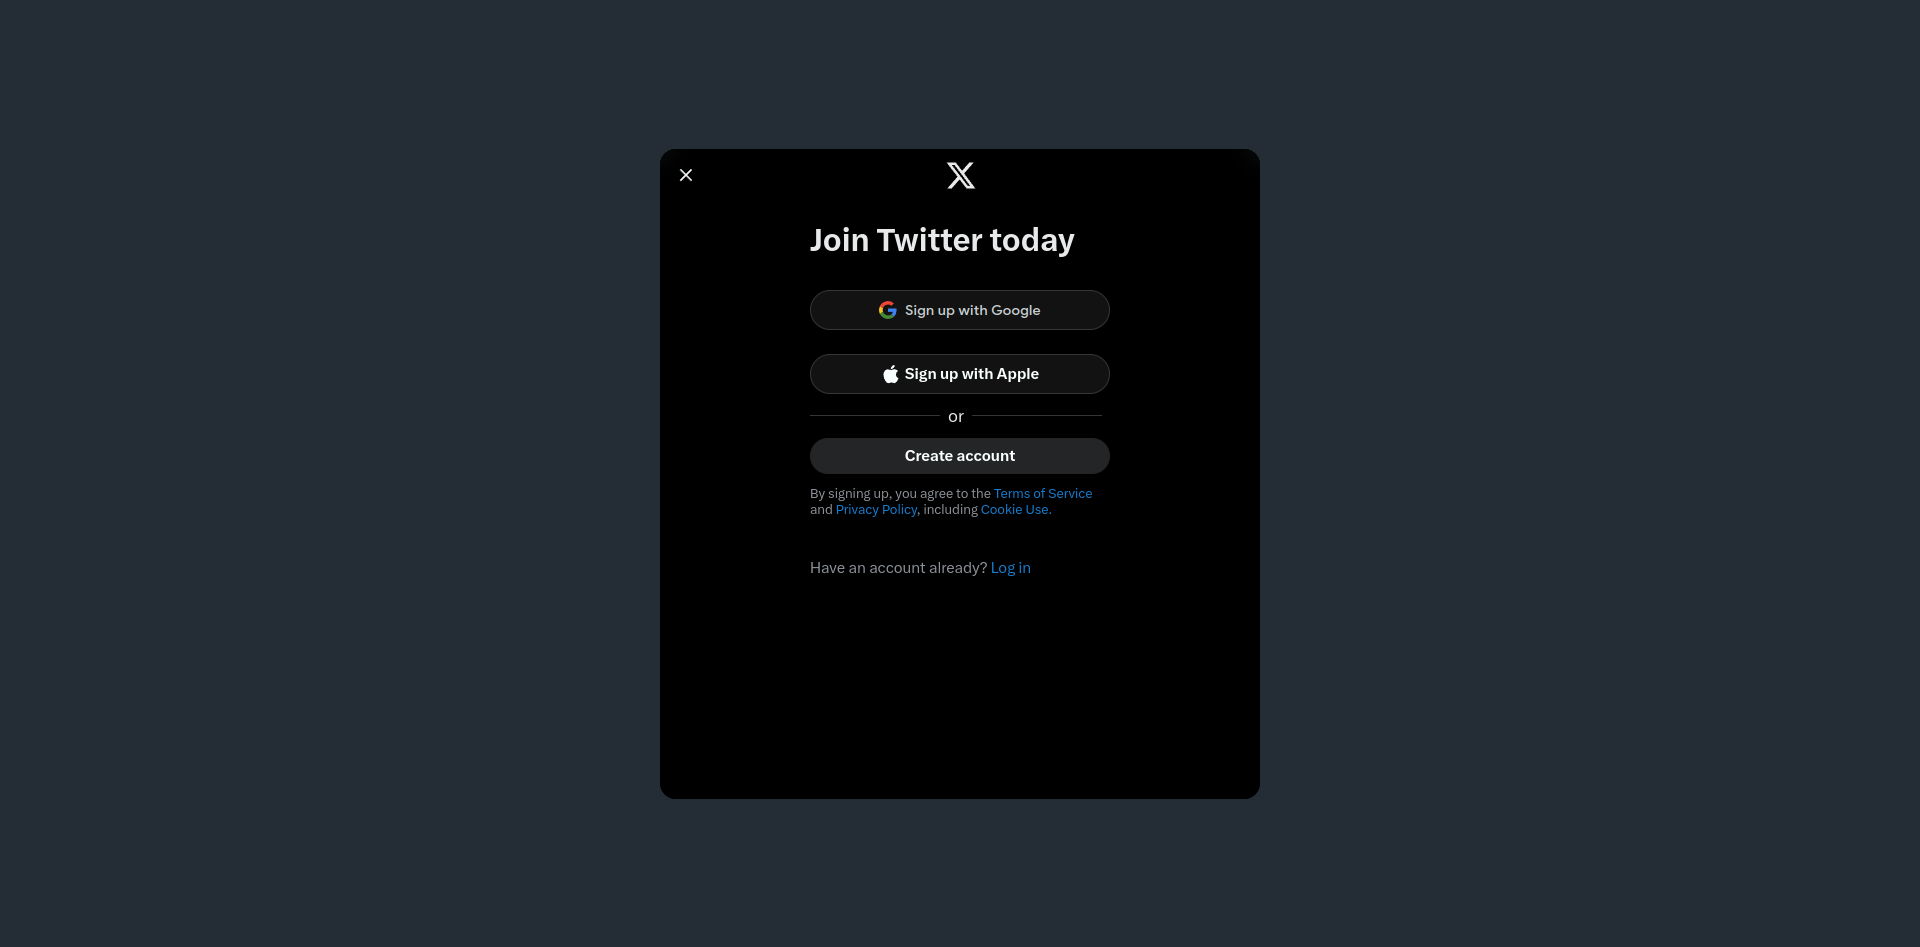 Join Twitter today
Sign up with Google
Sign up with Apple
or
Create account
By signing up, you agree to the Terms of Service
and Privacy Policy, including Cookie Use.
Have an account already? Log in